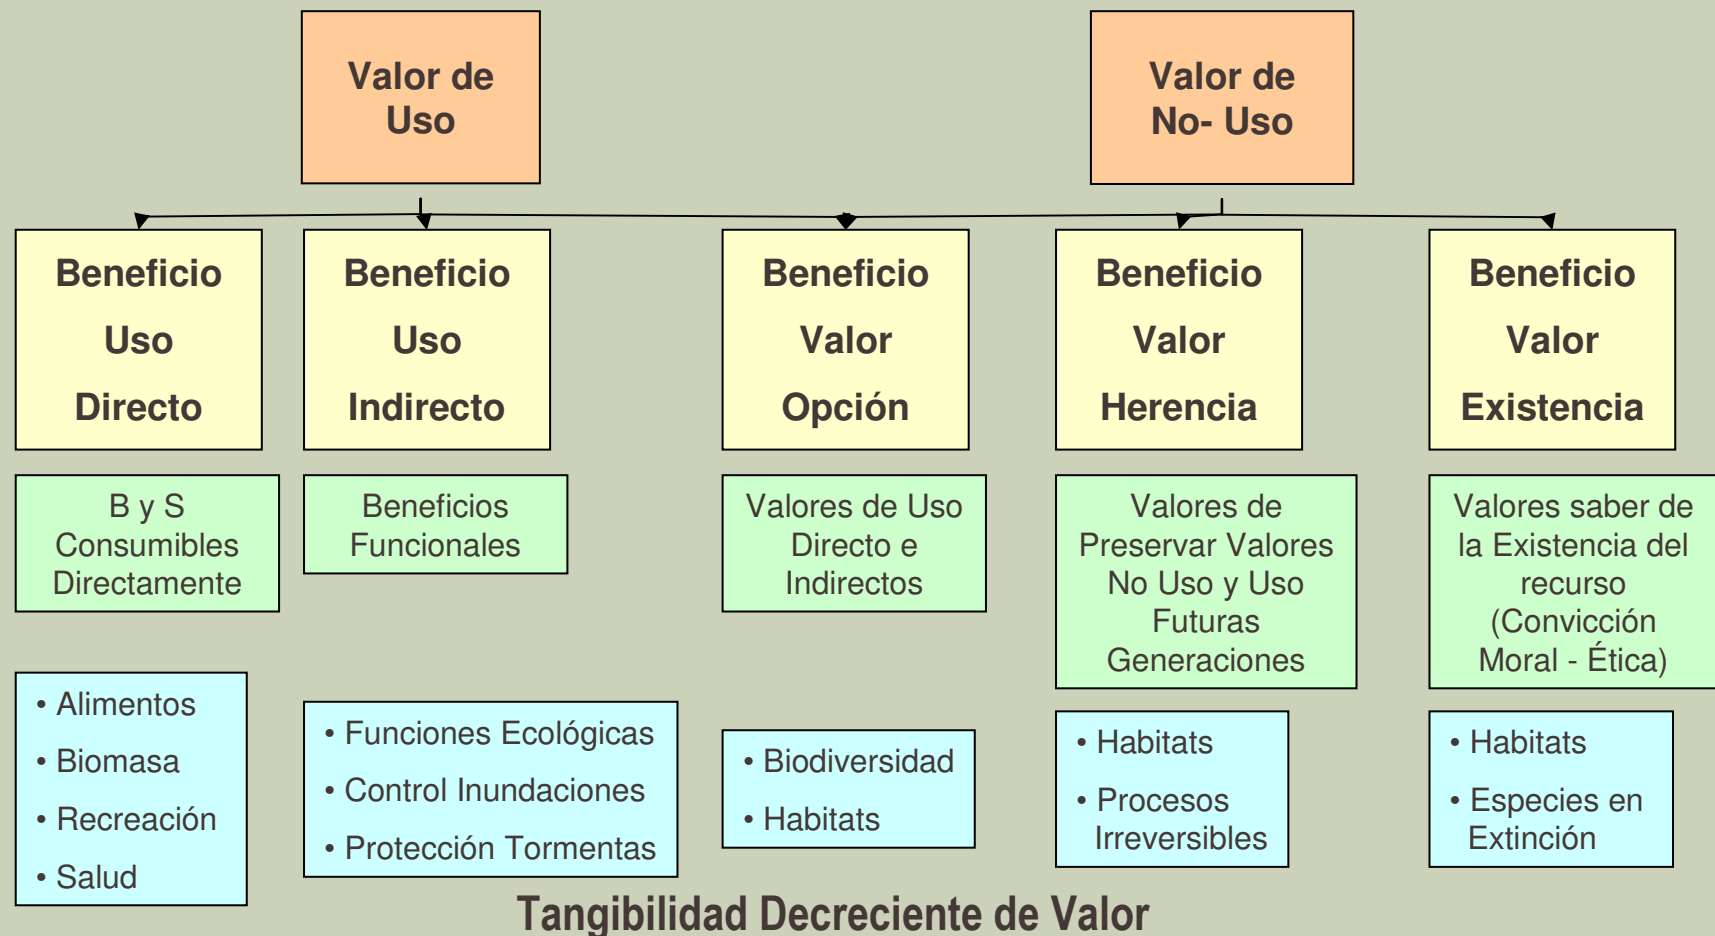 Valor de
Uso
Valor de
No- Uso
Beneficio
Uso
Directo
Beneficio
Uso
Indirecto
Beneficio
Valor
Opción
Beneficio
Valor
Herencia
Beneficio
Valor
Existencia
B y S
Consumibles
Directamente
Beneficios
Funcionales
Valores de Uso
Directo e
Indirectos
Valores de
Preservar Valores
No Uso y Uso
Futuras
Generaciones
Valores saber de
la Existencia del
recurso
(Convicción
Moral - Ética)
• Alimentos
• Biomasa
• Recreación
• Salud
• Funciones Ecológicas
• Control Inundaciones
• Protección Tormentas
• Biodiversidad
• Habitats
• Habitats
• Procesos
Irreversibles
• Habitats
• Especies en
Extinción
Tangibilidad Decreciente de Valor